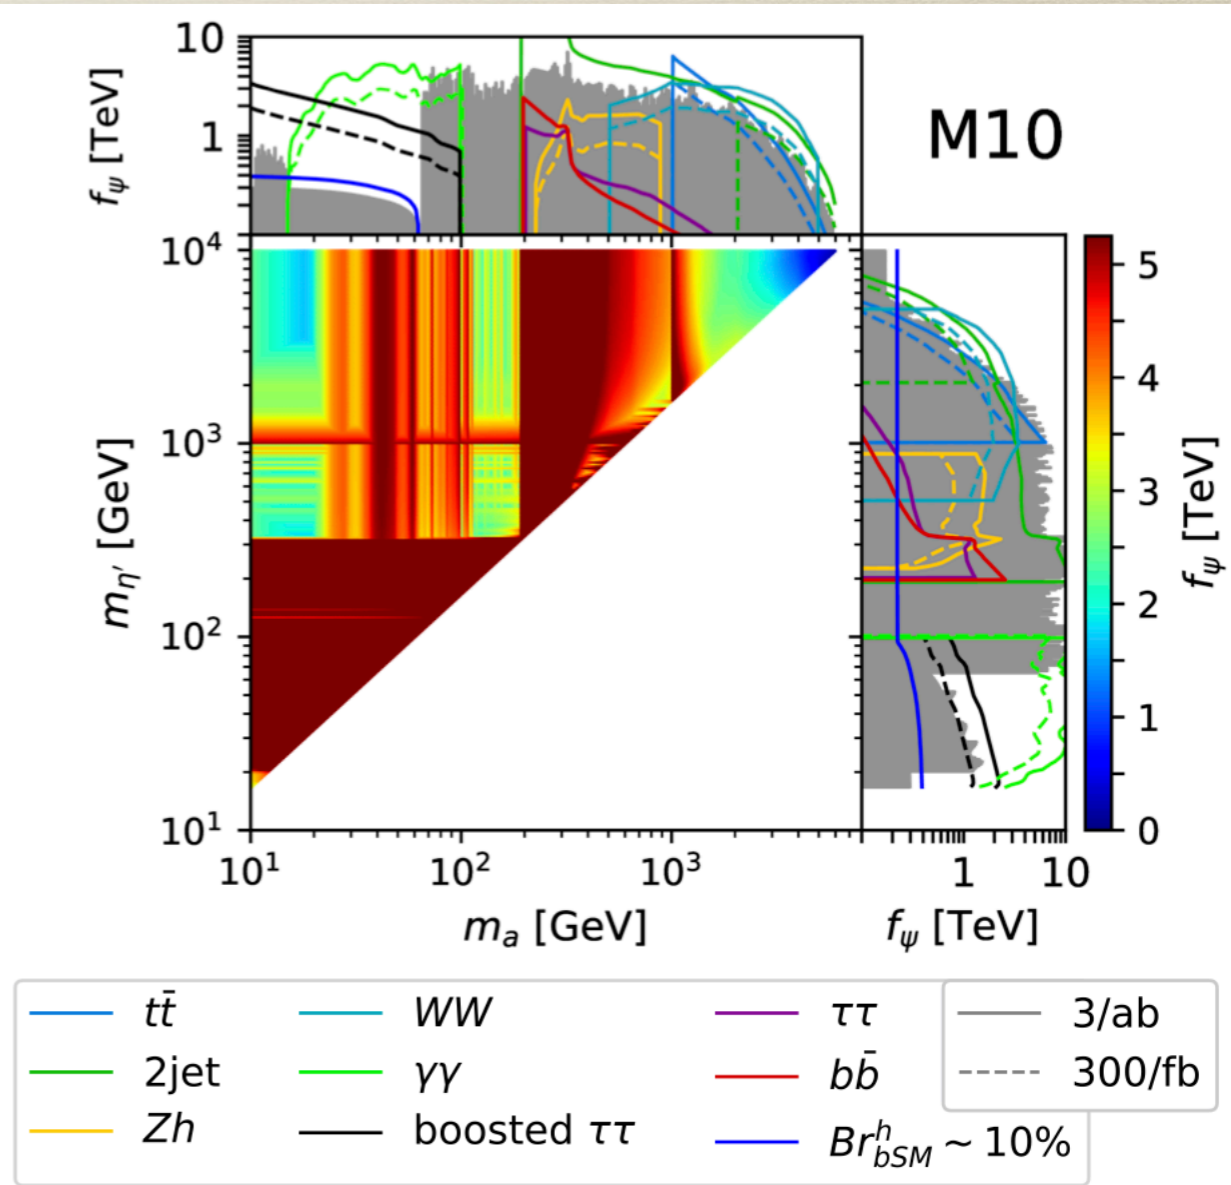 M10
f_ψ [TeV]
10
1
10^4
10^3
10^2
10^1
m_η′ [GeV]
10^1 10^2 10^3
m_a [GeV]
1 10
f_ψ [TeV]
5
4
3
2
1
0
f_ψ [TeV]
tt̄ WW ττ 3/ab
2jet γγ bb̄ 300/fb
Zh boosted ττ Br^h_bSM ~ 10%